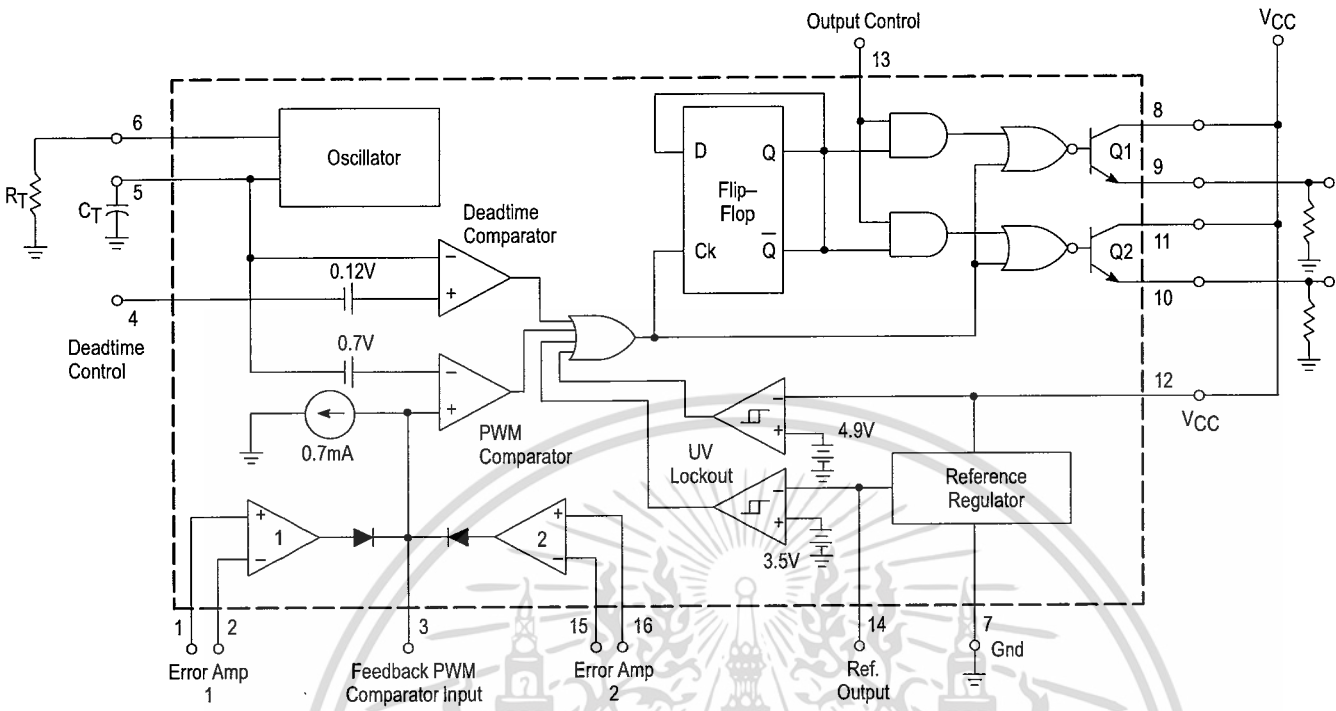 Output Control
13
VCC
6
Oscillator
RT
5
CT
Deadtime
Comparator
0.12V
4
Deadtime
Control
0.7V
0.7mA
PWM
Comparator
D
Q
Flip–
Flop
Ck
Q̅
8
Q1
9
11
Q2
10
12
VCC
UV
Lockout
4.9V
3.5V
Reference
Regulator
+
1
−
+
2
−
1
2
3
15
16
14
7
Gnd
Error Amp
1
Feedback PWM
Comparator Input
Error Amp
2
Ref.
Output